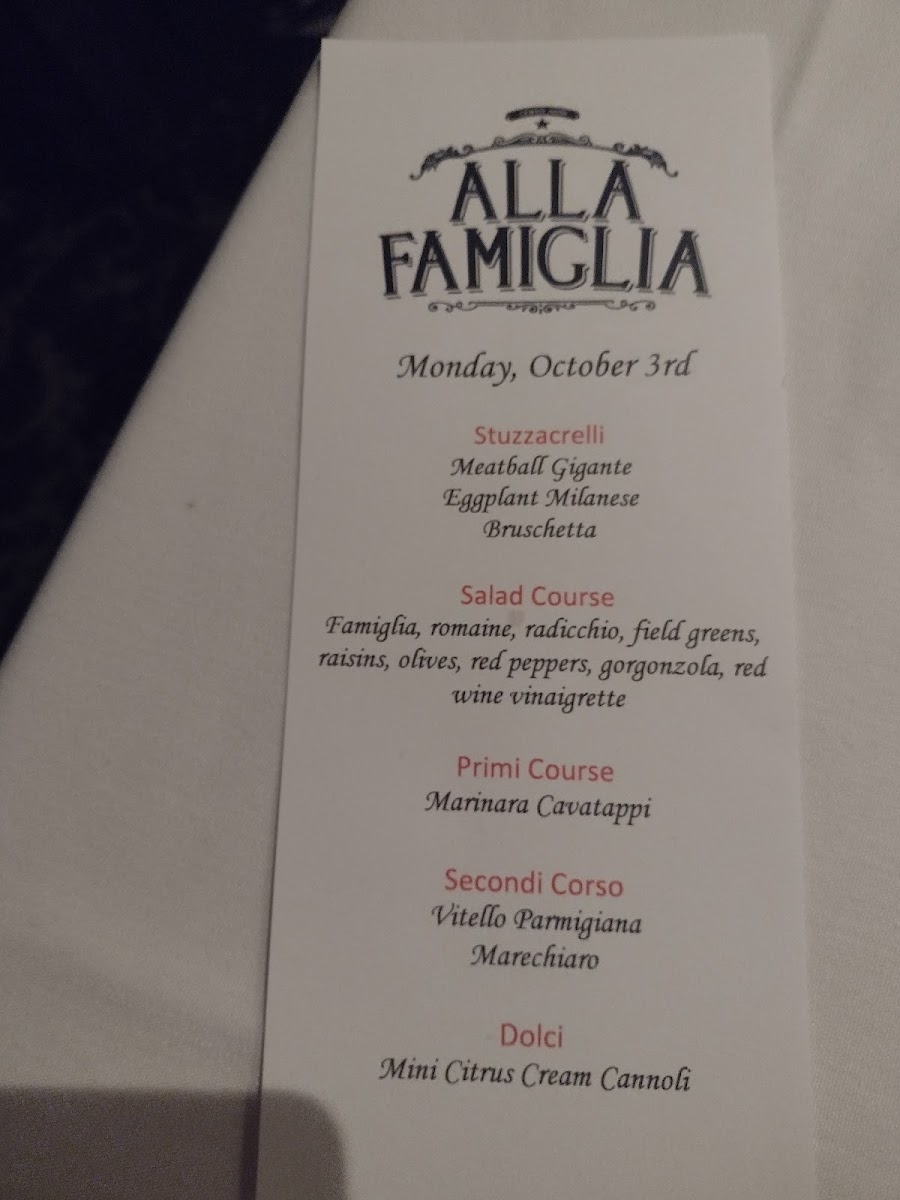 ALLA
FAMIGLIA
Monday, October 3rd
Stuzzacrelli
Meatball Gigante
Eggplant Milanese
Bruschetta
Salad Course
Famiglia, romaine, radicchio, field greens,
raisins, olives, red peppers, gorgonzola, red
wine vinaigrette
Primi Course
Marinara Cavatappi
Secondi Corso
Vitello Parmigiana
Marechiaro
Dolci
Mini Citrus Cream Cannoli